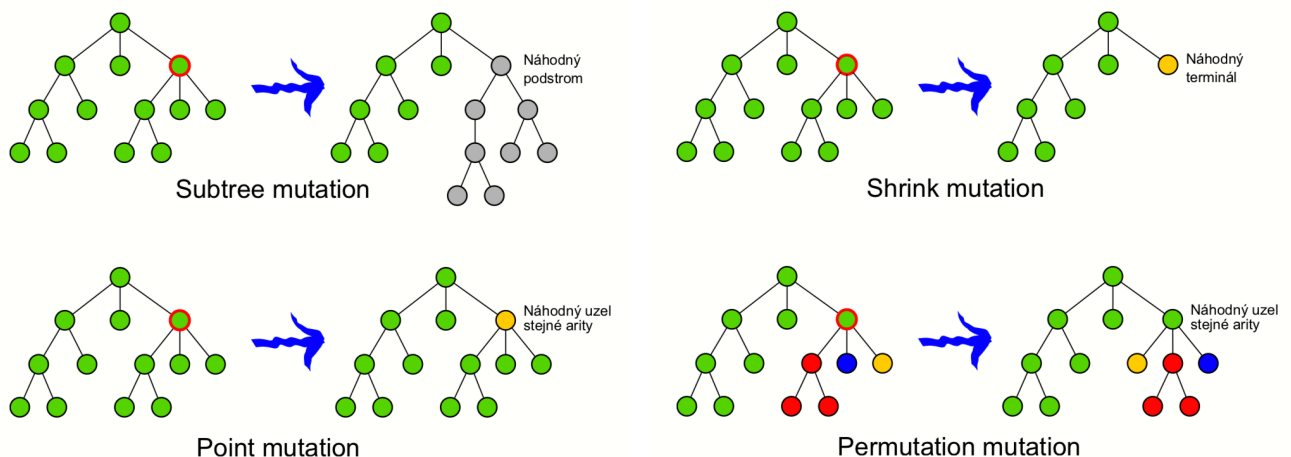 Náhodný
podstrom
Subtree mutation
Náhodný
terminál
Shrink mutation
Náhodný uzel
stejné arity
Point mutation
Náhodný uzel
stejné arity
Permutation mutation